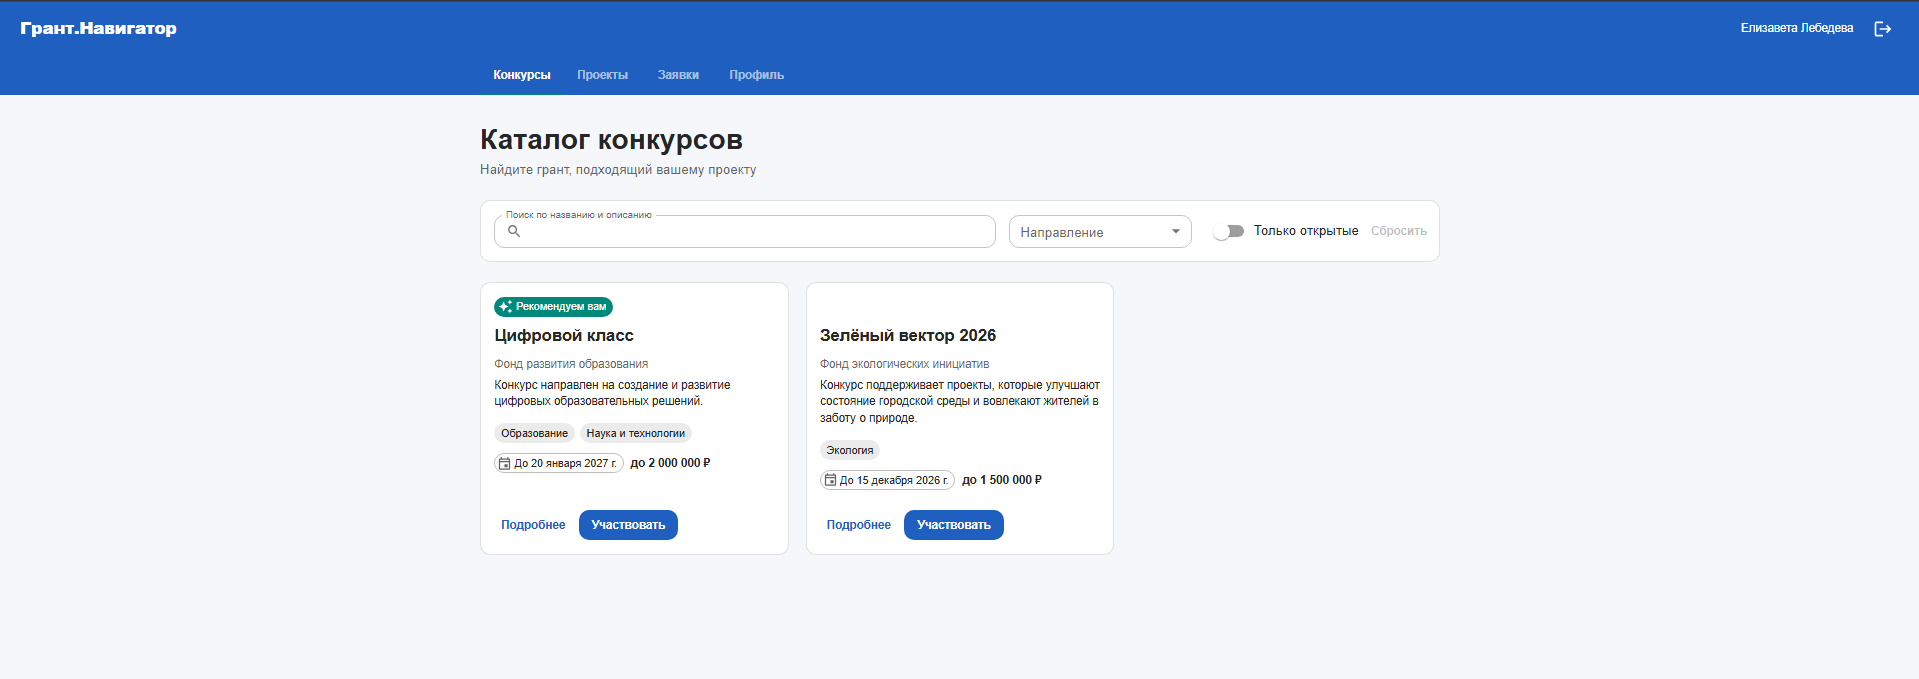 Грант.Навигатор
Елизавета Лебедева
Конкурсы Проекты Заявки Профиль
Каталог конкурсов
Найдите грант, подходящий вашему проекту
Поиск по названию и описанию
Направление
Только открытые
Сбросить
Рекомендуем вам
Цифровой класс
Фонд развития образования
Конкурс направлен на создание и развитие
цифровых образовательных решений.
Образование Наука и технологии
До 20 января 2027 г. до 2 000 000 ₽
Подробнее Участвовать
Зелёный вектор 2026
Фонд экологических инициатив
Конкурс поддерживает проекты, которые улучшают
состояние городской среды и вовлекают жителей в
заботу о природе.
Экология
До 15 декабря 2026 г. до 1 500 000 ₽
Подробнее Участвовать